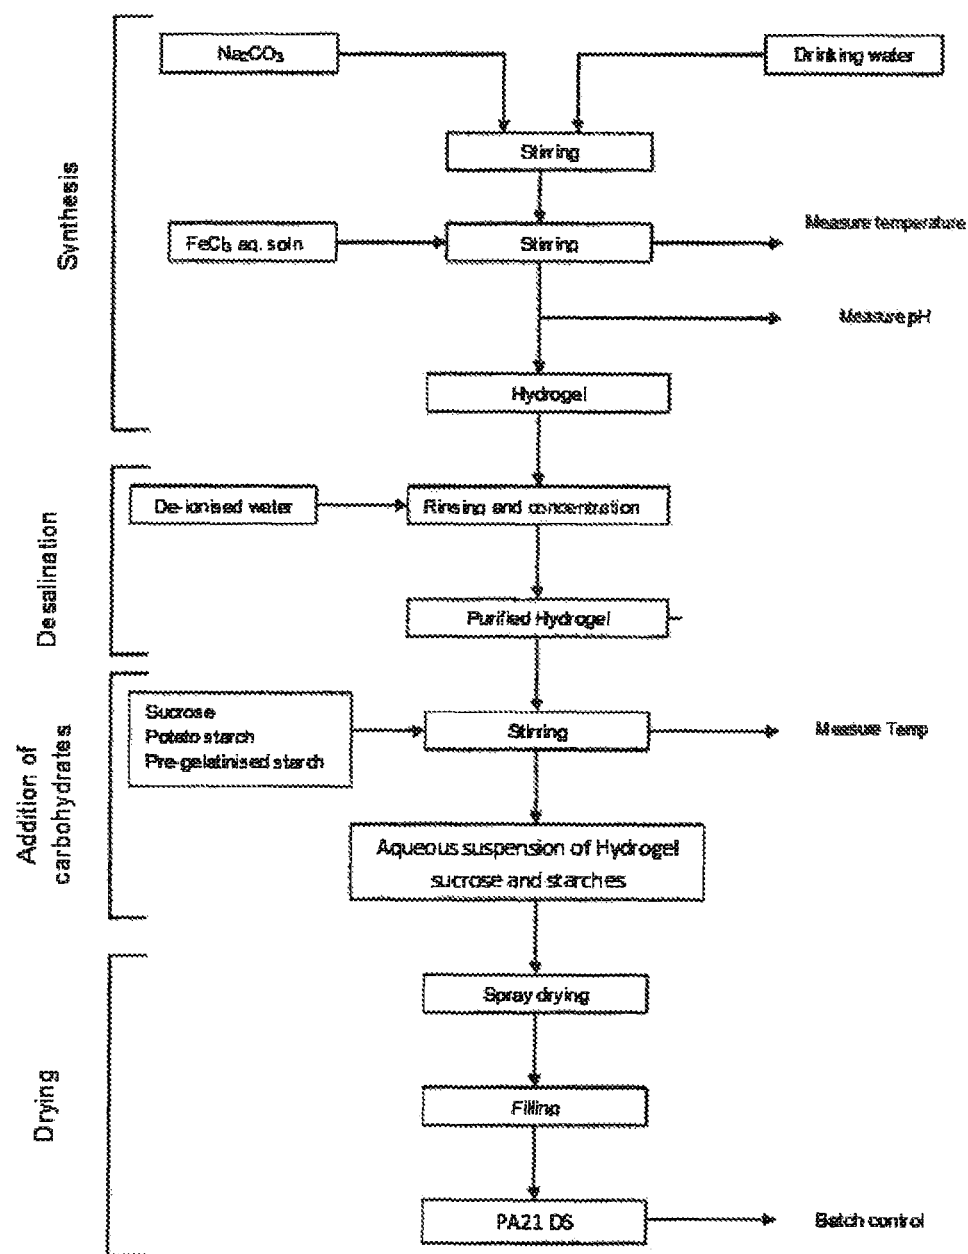 Synthesis
Na₂CO₃
Drinking water
Stirring
FeCl₃ aq. soln
Stirring
Measure temperature
Measure pH
Hydrogel
Desalination
De-ionised water
Rinsing and concentration
Purified Hydrogel
Addition of
carbohydrates
Sucrose
Potato starch
Pre-gelatinised starch
Stirring
Measure Temp
Aqueous suspension of Hydrogel
sucrose and starches
Drying
Spray drying
Filling
PA21 DS
Batch control